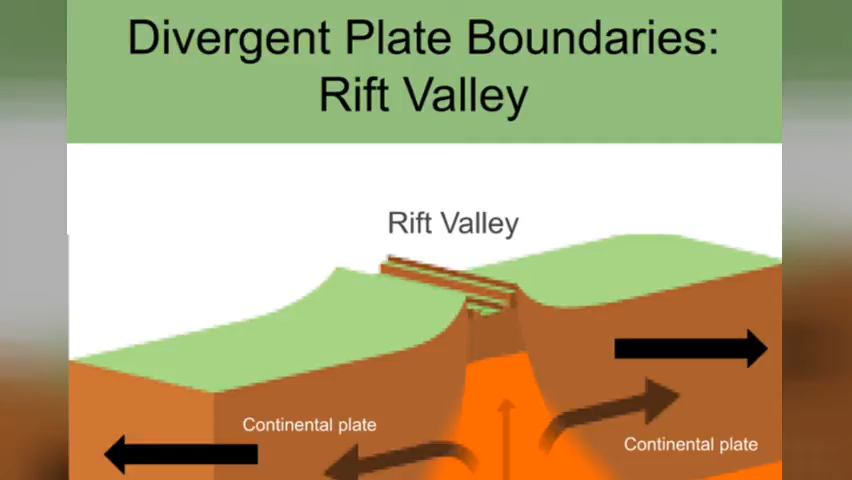 Divergent Plate Boundaries:
Rift Valley
Rift Valley
Continental plate
Continental plate